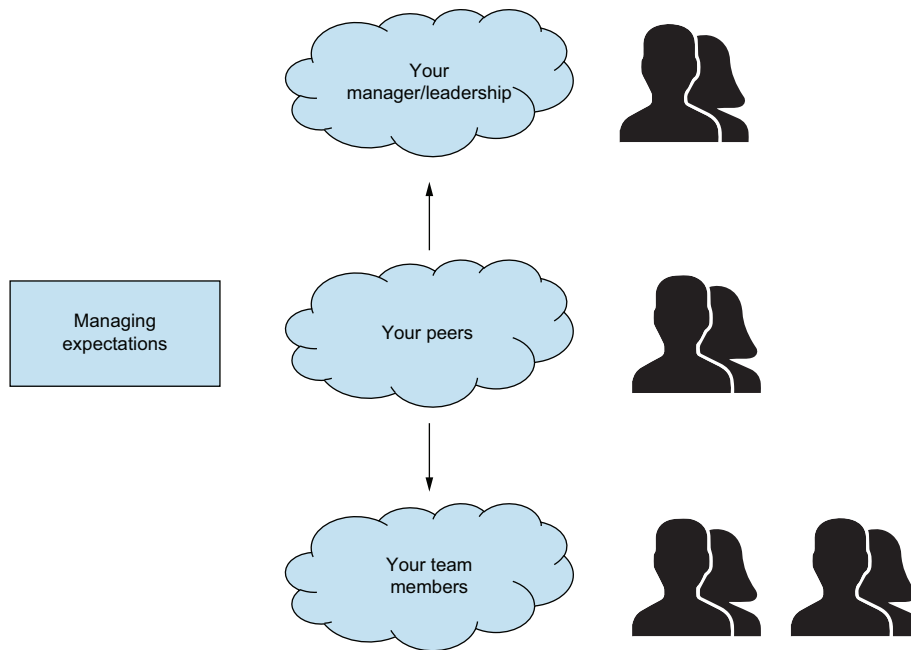 Your
manager/leadership
Managing
expectations
Your peers
Your team
members